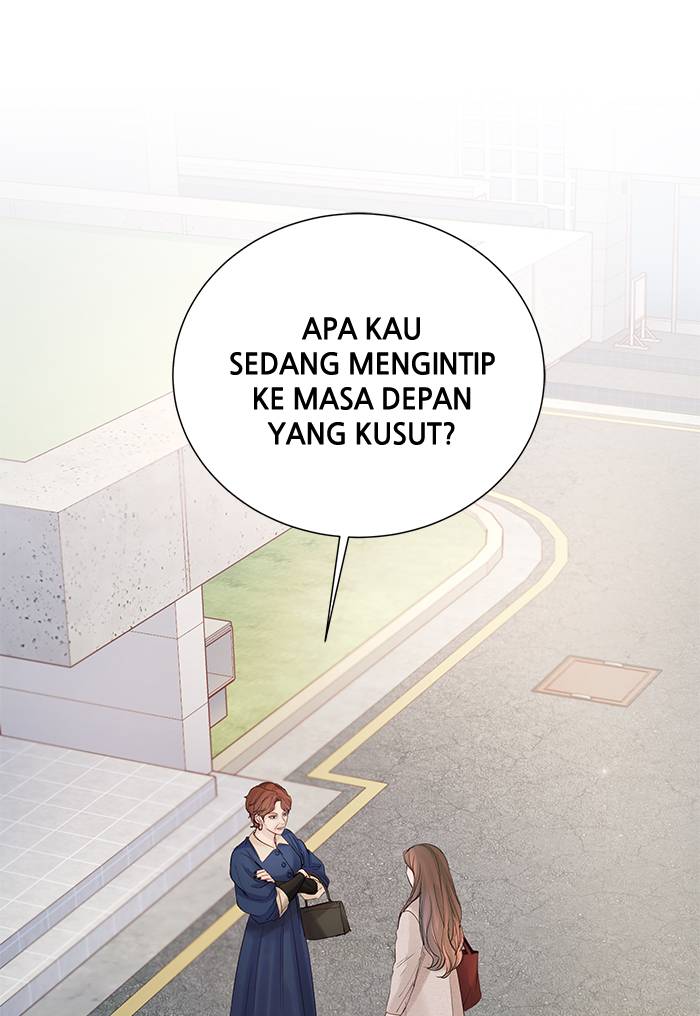 APA KAU
SEDANG MENGINTIP
KE MASA DEPAN
YANG KUSUT?